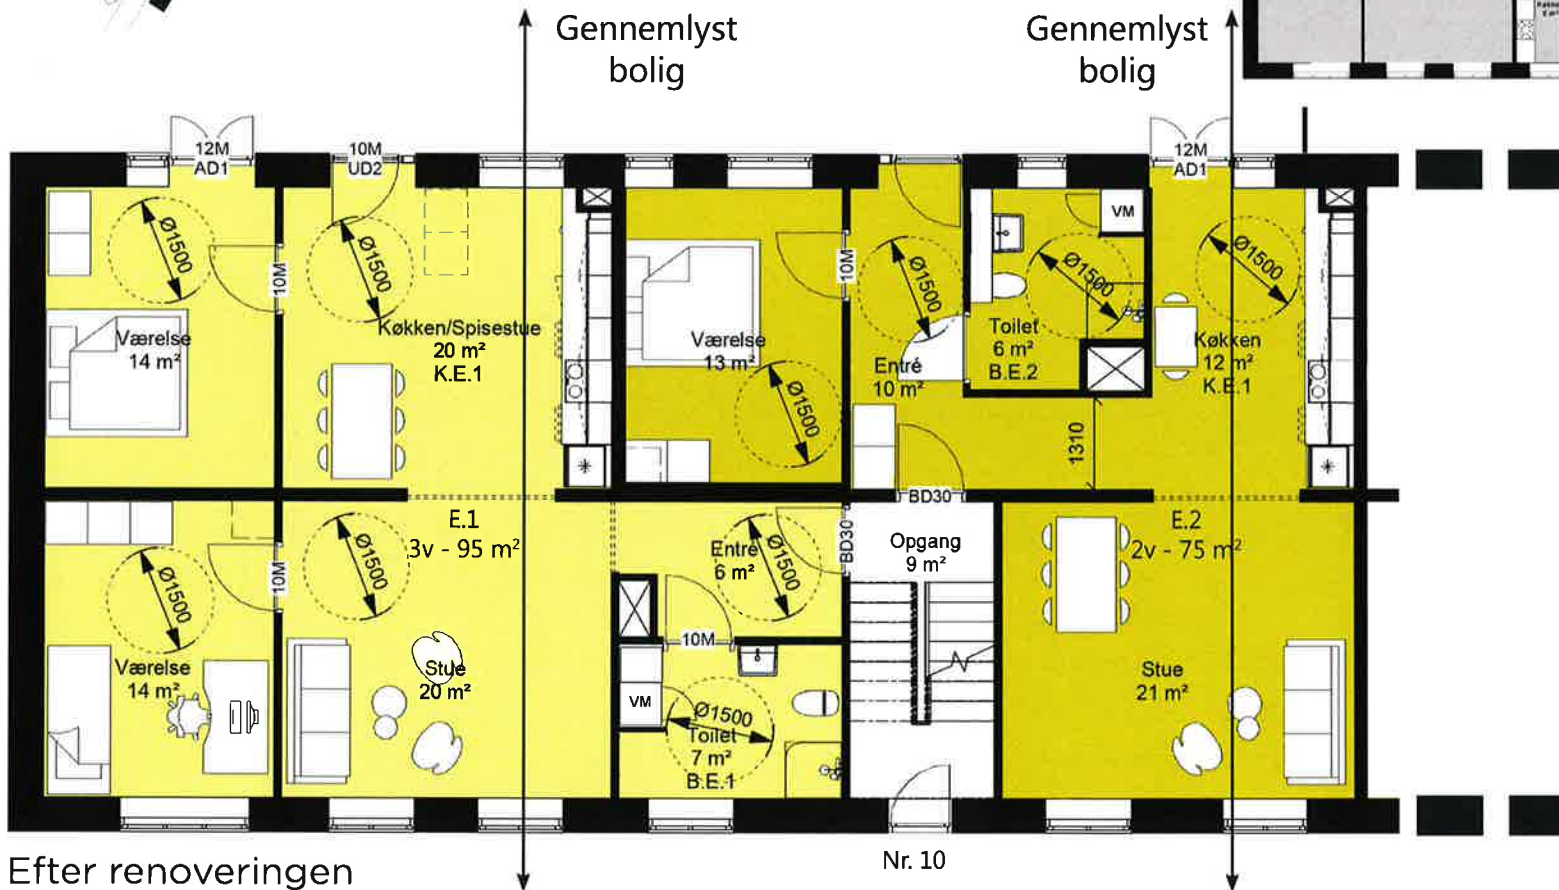 Gennemlyst
bolig
Gennemlyst
bolig
12M
AD1
10M
UD2
12M
AD1
VM
Ø1500
Ø1500
Ø1500
Ø1500
Ø1500
10M
10M
Værelse
14 m²
Køkken/Spisestue
20 m²
K.E.1
Værelse
13 m²
Ø1500
Entré
10 m²
Toilet
6 m²
B.E.2
Køkken
12 m²
K.E.1
1310
BD30
E.1
3v - 95 m²
Ø1500
Ø1500
10M
Entré
6 m²
Ø1500
BD30
Opgang
9 m²
E.2
2v - 75 m²
10M
Værelse
14 m²
Stue
20 m²
VM
Ø1500
Toilet
7 m²
B.E.1
Stue
21 m²
Nr. 10
Efter renoveringen